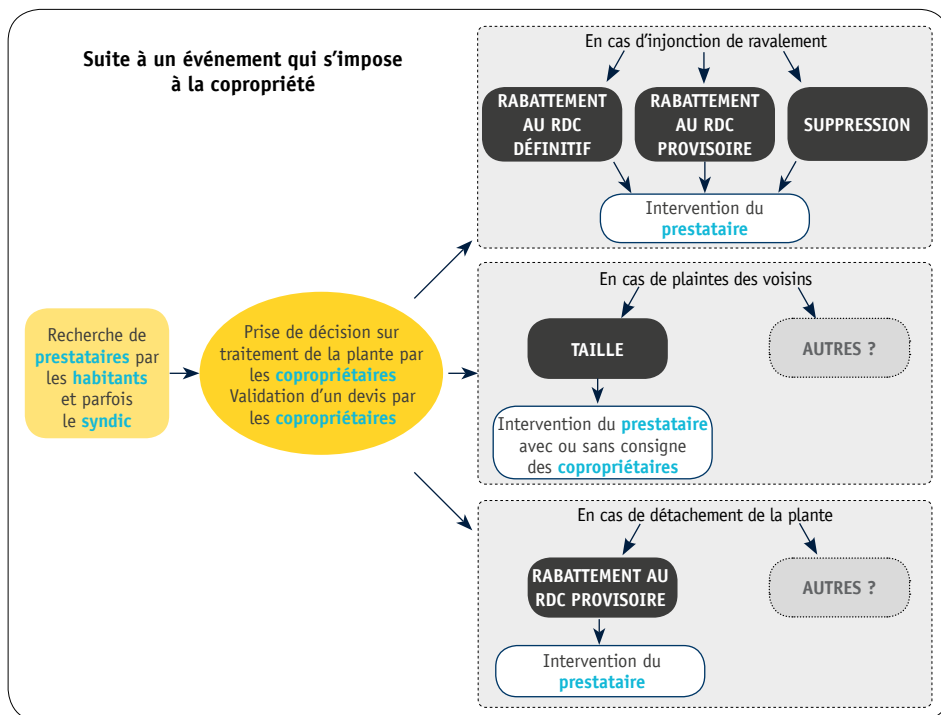 Suite à un événement qui s'impose
à la copropriété
Recherche de
prestataires par
les habitants
et parfois
le syndic
Prise de décision sur
traitement de la plante par
les copropriétaires
Validation d'un devis par
les copropriétaires
En cas d'injonction de ravalement
RABATTEMENT
AU RDC
DÉFINITIF
RABATTEMENT
AU RDC
PROVISOIRE
SUPPRESSION
Intervention du
prestataire
En cas de plaintes des voisins
TAILLE
AUTRES ?
Intervention du prestataire
avec ou sans consigne
des copropriétaires
En cas de détachement de la plante
RABATTEMENT AU
RDC PROVISOIRE
AUTRES ?
Intervention du
prestataire